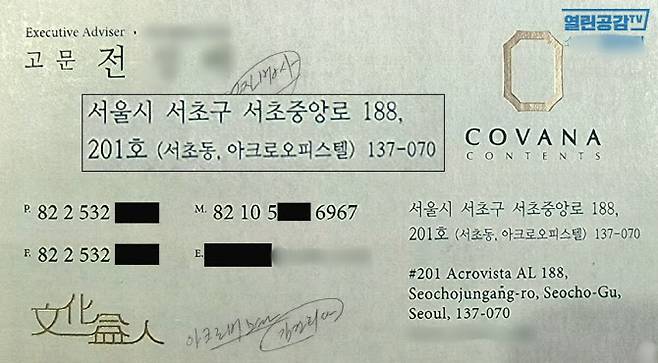 열린공감TV
Executive Adviser ·
고문 전
서울시 서초구 서초중앙로 188,
201호 (서초동, 아크로오피스텔) 137-070
COVANA
CONTENTS
P. 82 2 532
M. 82 10 5 6967
F. 82 2 532
E.
서울시 서초구 서초중앙로 188,
201호 (서초동, 아크로오피스텔) 137-070
#201 Acrovista AL 188,
Seochojungang-ro, Seocho-Gu,
Seoul, 137-070
文化益人